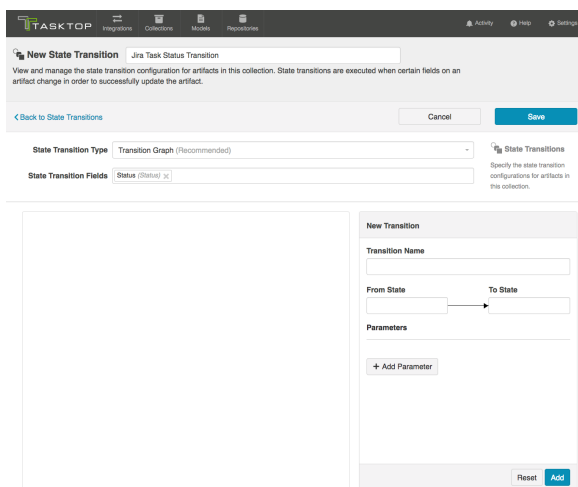 TASKTOP
Integrations Collections Models Repositories
Activity Help Settings
New State Transition Jira Task Status Transition
View and manage the state transition configuration for artifacts in this collection. State transitions are executed when certain fields on an
artifact change in order to successfully update the artifact.
Back to State Transitions
Cancel Save
State Transition Type Transition Graph (Recommended)
State Transition Fields Status (Status)
State Transitions
Specify the state transition
configurations for artifacts in
this collection.
New Transition
Transition Name
From State To State
Parameters
+ Add Parameter
Reset Add